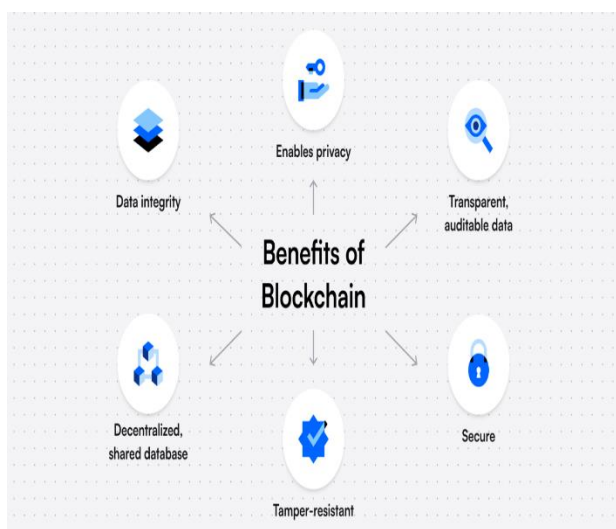 Enables privacy
Data integrity
Transparent,
auditable data
Benefits of
Blockchain
Decentralized,
shared database
Secure
Tamper-resistant